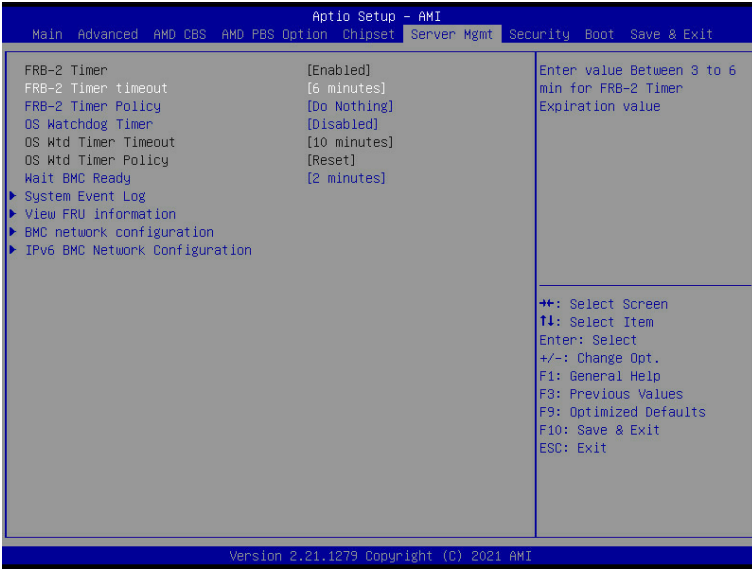 Aptio Setup - AMI
Main Advanced AMD CBS AMD PBS Option Chipset Server Mgmt Security Boot Save & Exit
FRB-2 Timer [Enabled]
FRB-2 Timer timeout [6 minutes]
FRB-2 Timer Policy [Do Nothing]
OS Watchdog Timer [Disabled]
OS Wtd Timer Timeout [10 minutes]
OS Wtd Timer Policy [Reset]
Wait BMC Ready [2 minutes]
System Event Log
View FRU information
BMC network configuration
IPv6 BMC Network Configuration
Enter value Between 3 to 6
min for FRB-2 Timer
Expiration value
→←: Select Screen
↑↓: Select Item
Enter: Select
+/-: Change Opt.
F1: General Help
F3: Previous Values
F9: Optimized Defaults
F10: Save & Exit
ESC: Exit
Version 2.21.1279 Copyright (C) 2021 AMI